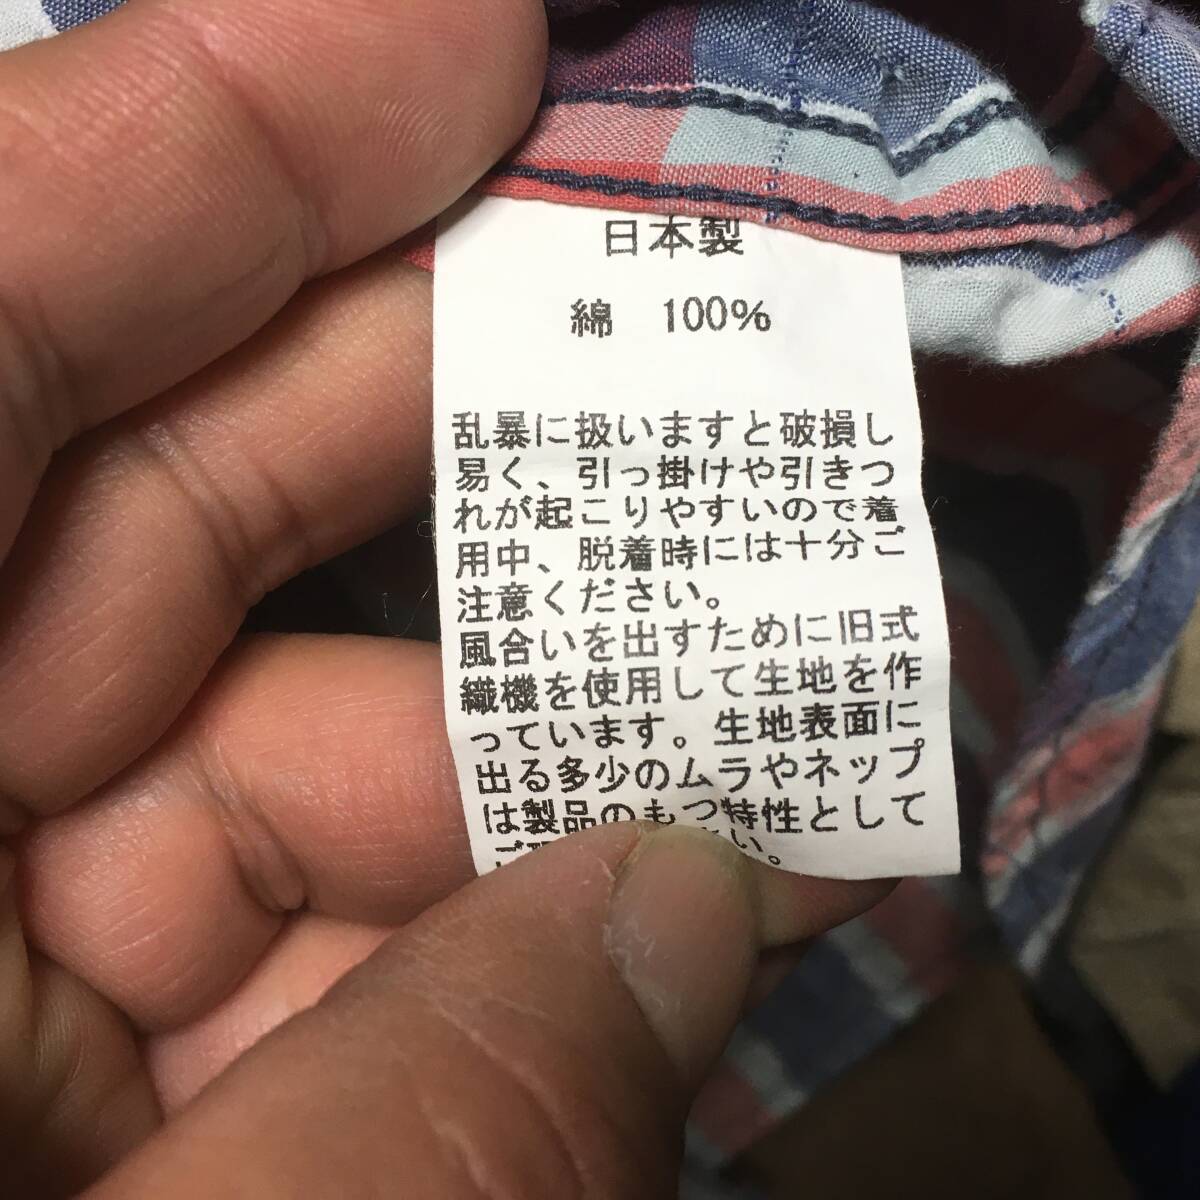 日本製
綿 100%
乱暴に扱いますと破損し
易く、引っ掛けや引きつ
れが起こりやすいので着
用中、脱着時には十分ご
注意ください。
風合いを出すために旧式
織機を使用して生地を作
っています。生地表面に
出る多少のムラやネップ
は製品のもつ特性として
い。